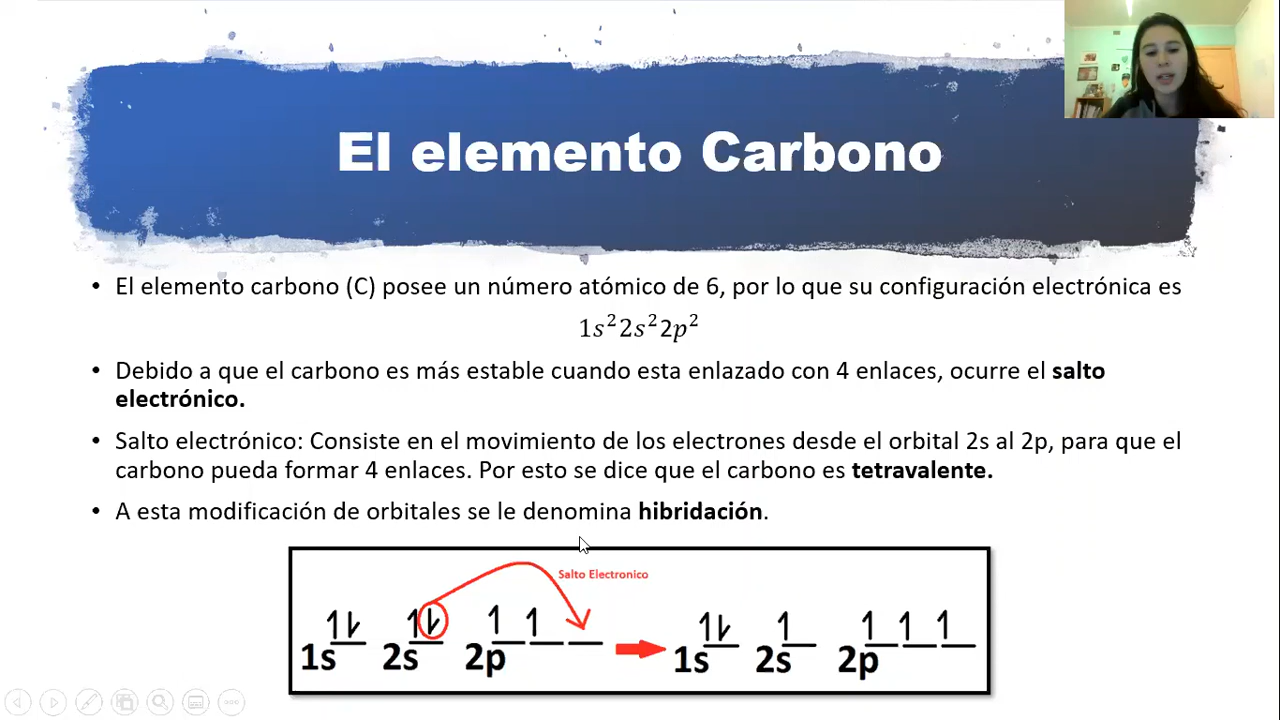 El elemento Carbono
• El elemento carbono (C) posee un número atómico de 6, por lo que su configuración electrónica es
1s²2s²2p²
• Debido a que el carbono es más estable cuando esta enlazado con 4 enlaces, ocurre el salto
electrónico.
• Salto electrónico: Consiste en el movimiento de los electrones desde el orbital 2s al 2p, para que el
carbono pueda formar 4 enlaces. Por esto se dice que el carbono es tetravalente.
• A esta modificación de orbitales se le denomina hibridación.
Salto Electronico
1s 2s 2p 1s 2s 2p